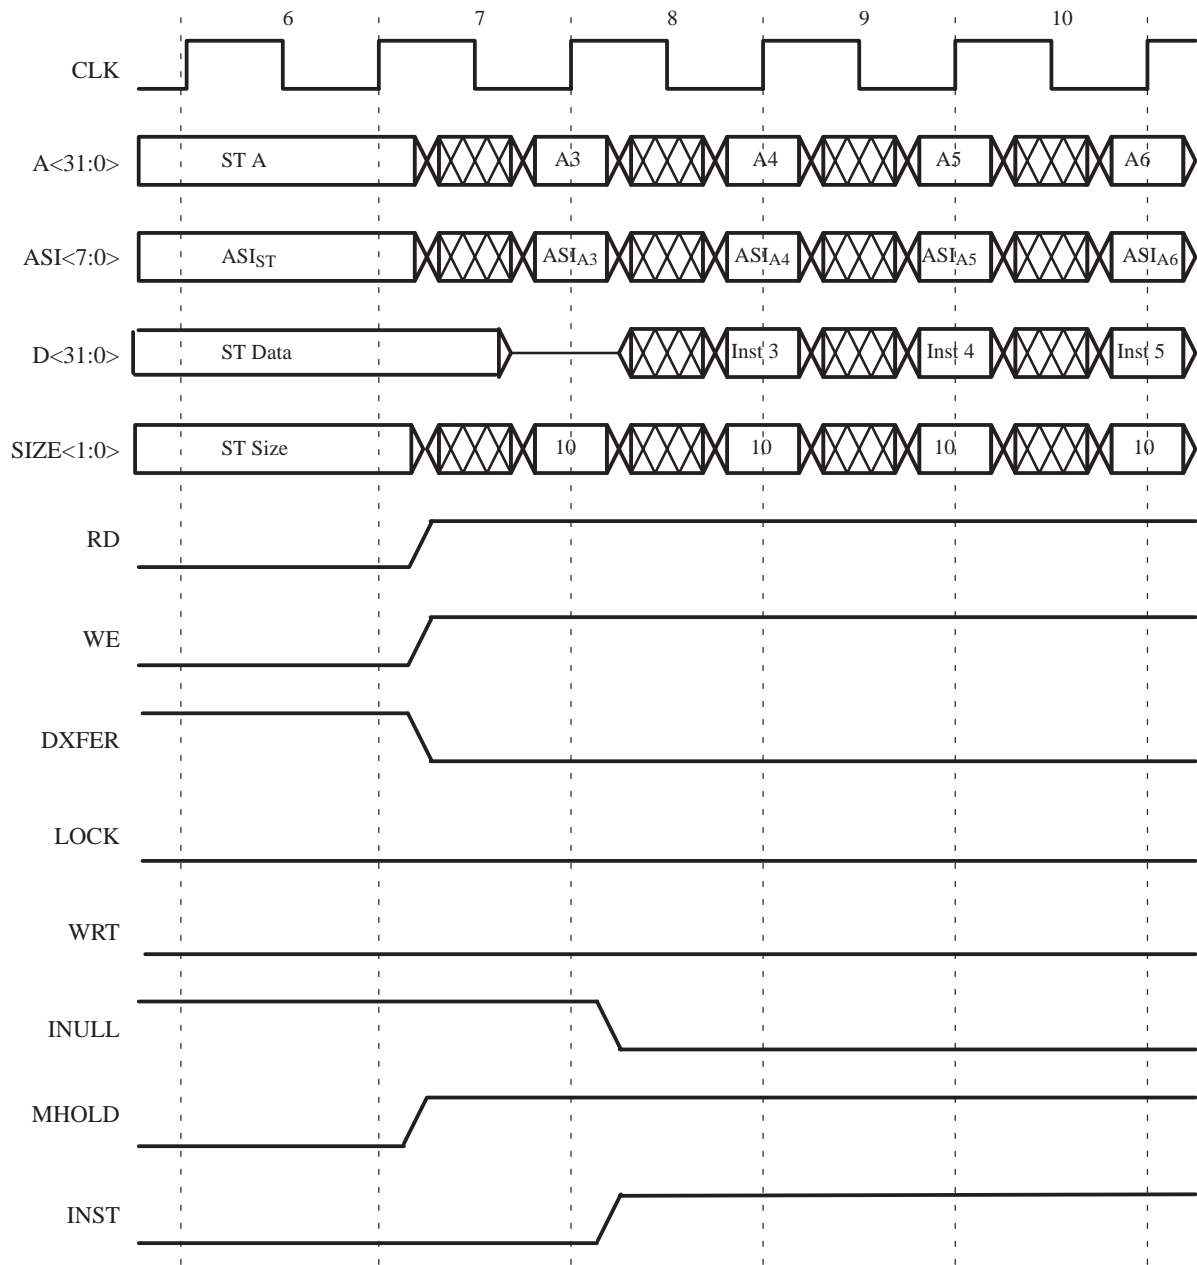 6 7 8 9 10
CLK
A<31:0> ST A A3 A4 A5 A6
ASI<7:0> ASIST ASIA3 ASIA4 ASIA5 ASIA6
D<31:0> ST Data Inst 3 Inst 4 Inst 5
SIZE<1:0> ST Size 10 10 10 10
RD
WE
DXFER
LOCK
WRT
INULL
MHOLD
INST